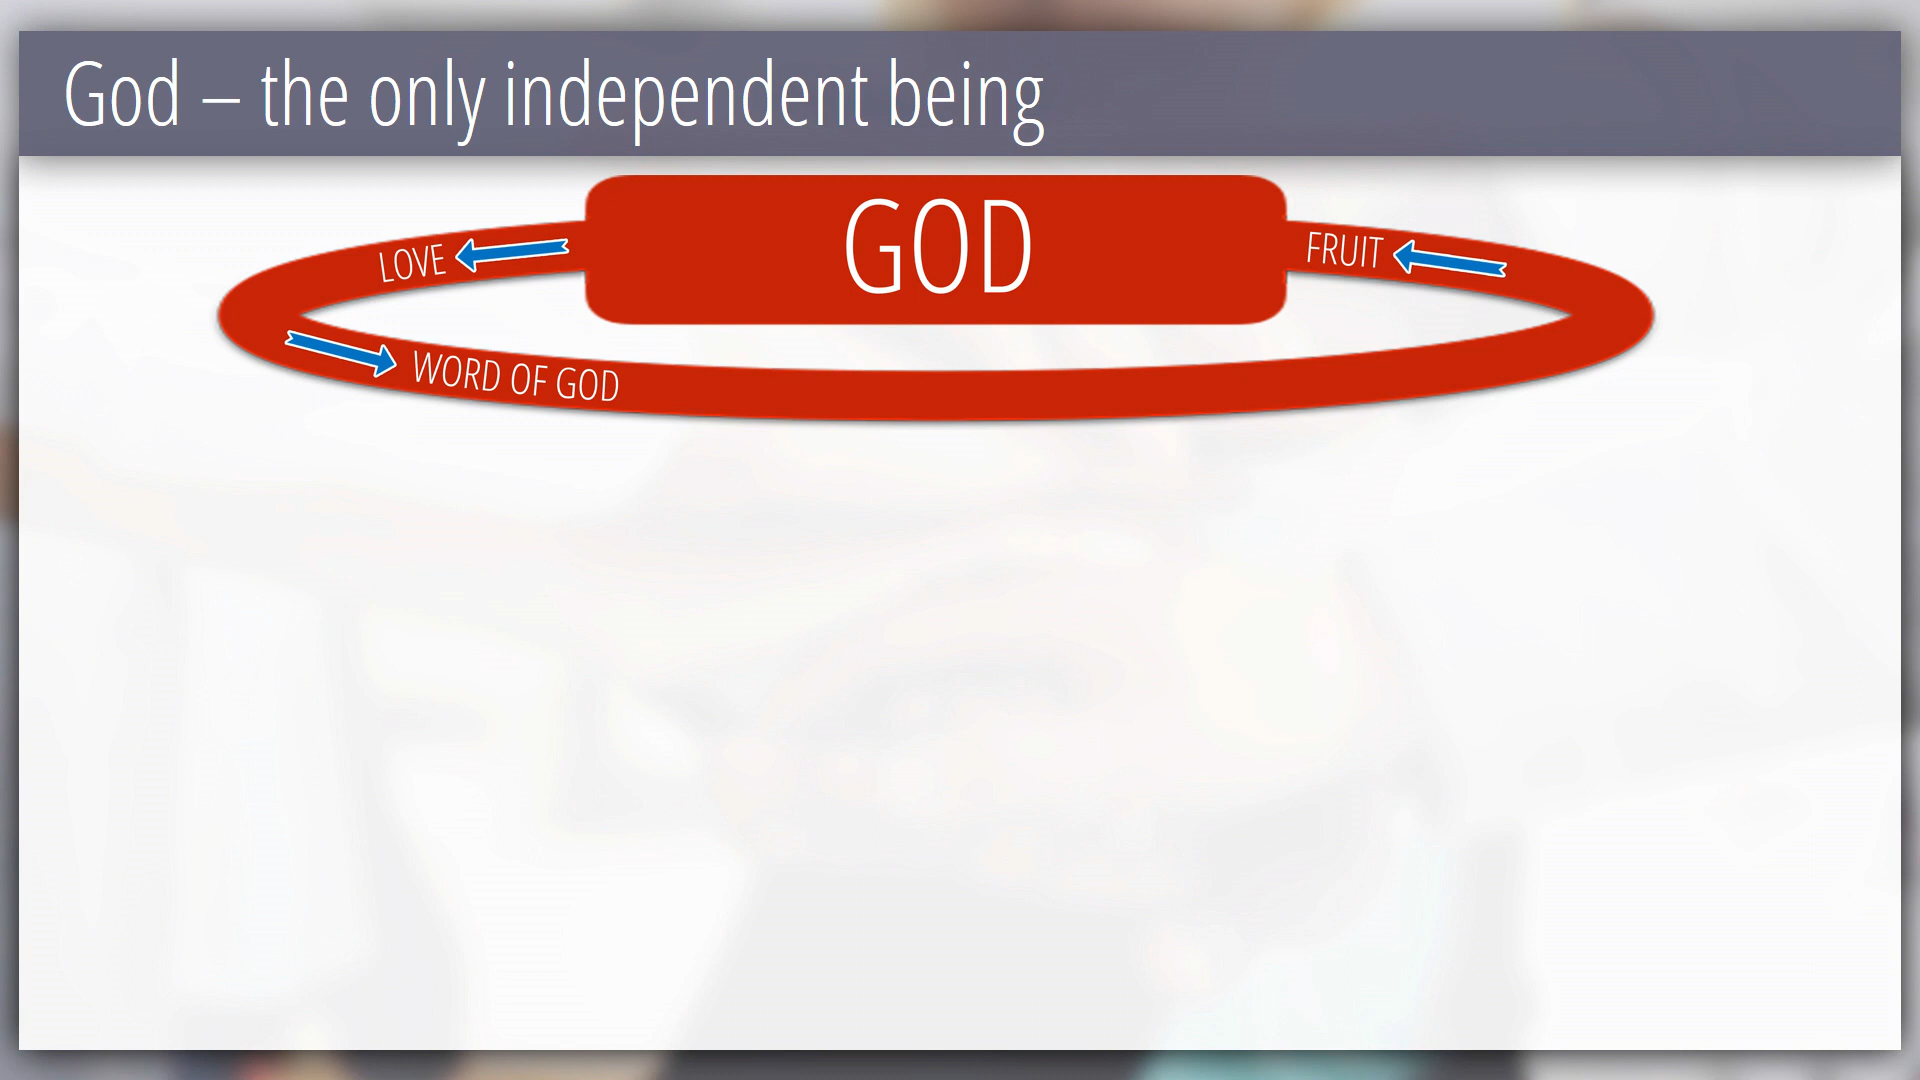 God – the only independent being
GOD
LOVE
FRUIT
WORD OF GOD